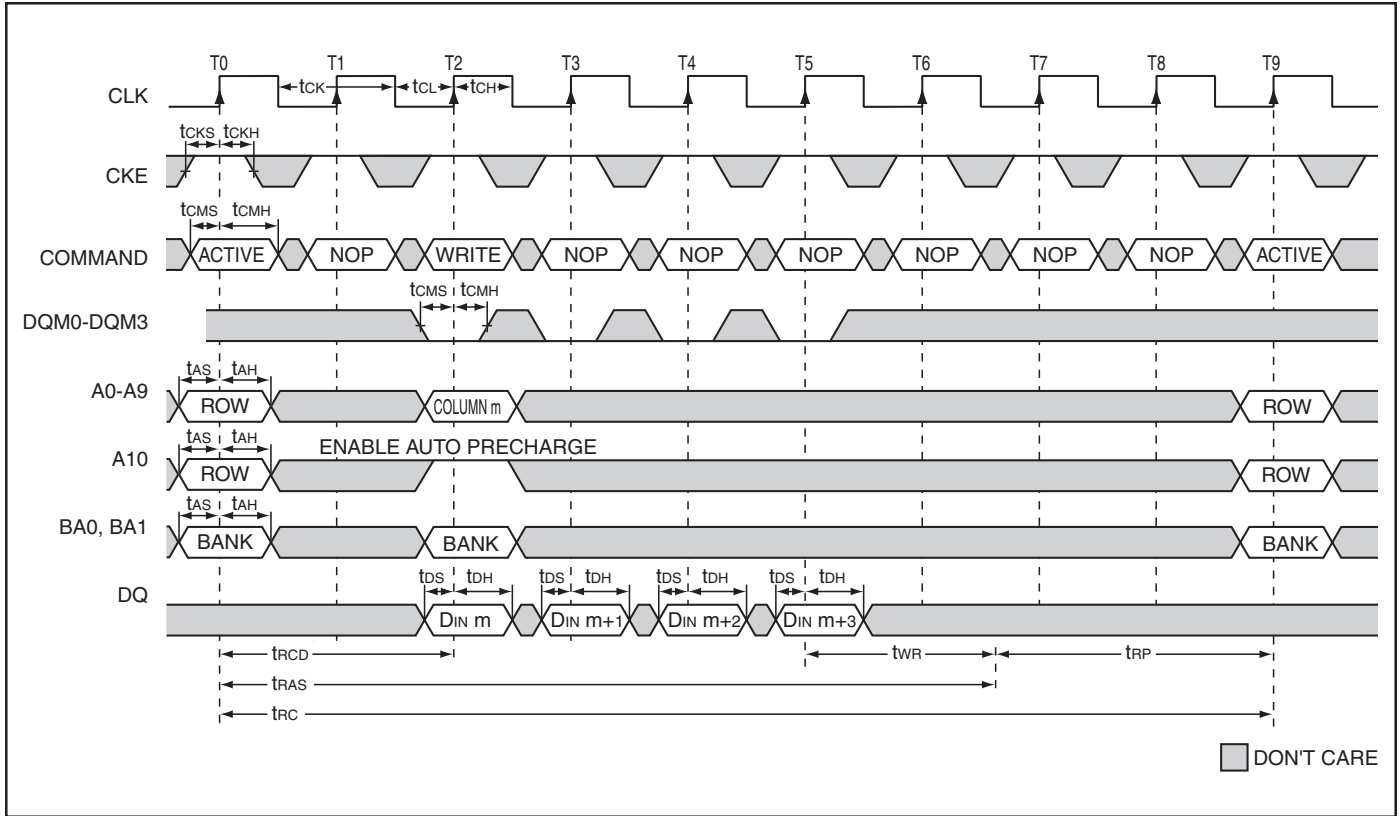 T0 T1 T2 T3 T4 T5 T6 T7 T8 T9
CLK tCK tCL tCH
tCKS tCKH
CKE
tCMS tCMH
COMMAND ACTIVE NOP WRITE NOP NOP NOP NOP NOP NOP ACTIVE
tCMS tCMH
DQM0-DQM3
tAS tAH
A0-A9 ROW COLUMN m ROW
tAS tAH ENABLE AUTO PRECHARGE
A10 ROW ROW
tAS tAH
BA0, BA1 BANK BANK BANK
tDS tDH tDS tDH tDS tDH tDS tDH
DQ DIN m DIN m+1 DIN m+2 DIN m+3
tRCD tWR tRP
tRAS
tRC
DON'T CARE